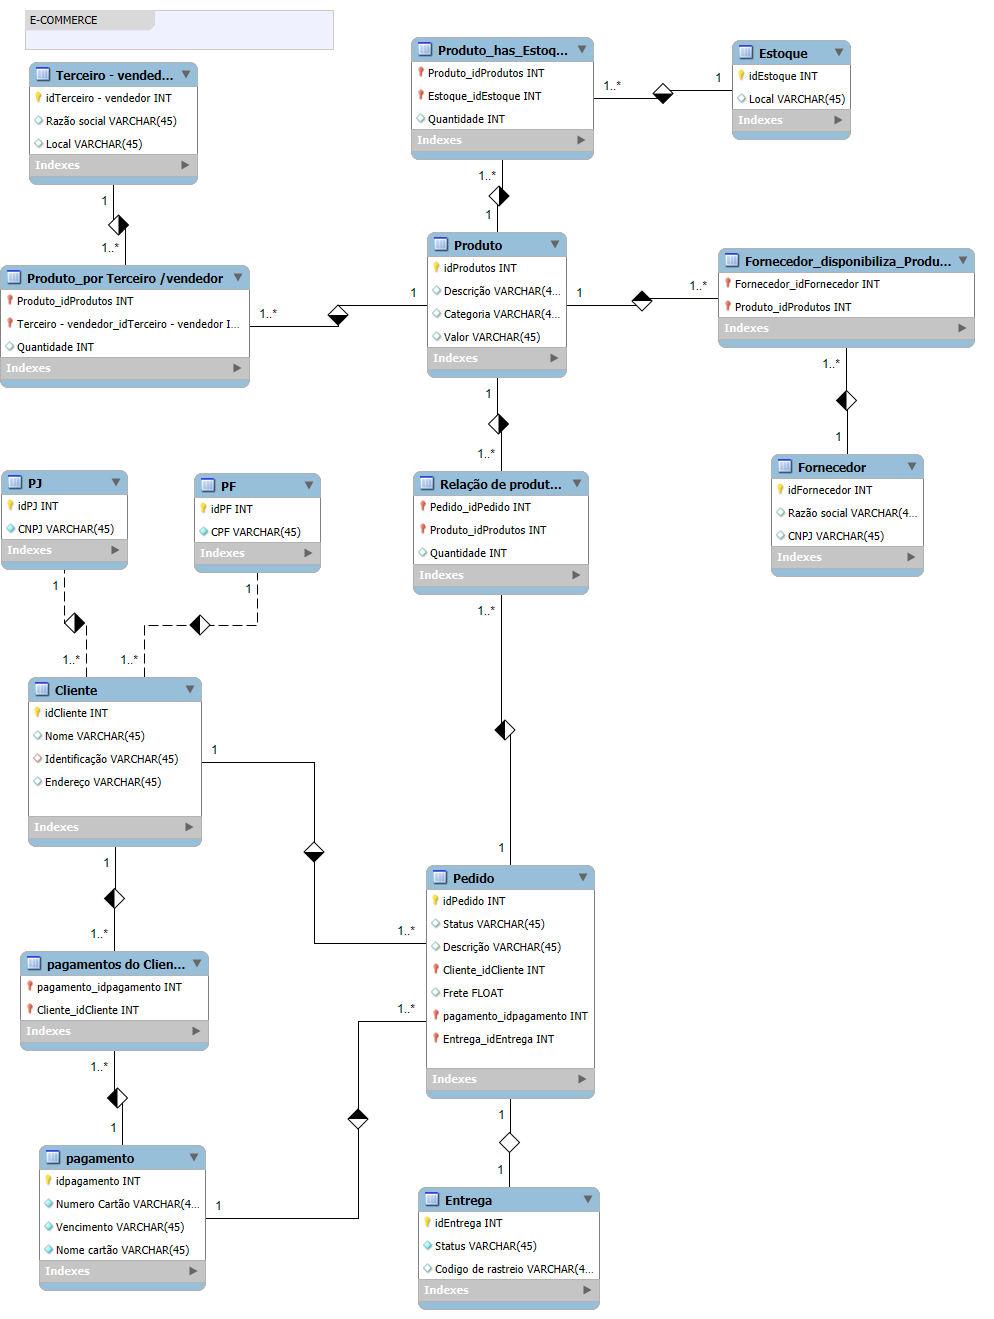 E-COMMERCE
Terceiro - vended...
idTerceiro - vendedor INT
Razão social VARCHAR(45)
Local VARCHAR(45)
Indexes
1
1..*
Produto_por Terceiro /vendedor
Produto_idProdutos INT
Terceiro - vendedor_idTerceiro - vendedor I...
Quantidade INT
Indexes
1..*
1
Produto_has_Estoq...
Produto_idProdutos INT
Estoque_idEstoque INT
Quantidade INT
Indexes
1..*
1
Estoque
idEstoque INT
Local VARCHAR(45)
Indexes
1..*
1
Produto
idProdutos INT
Descrição VARCHAR(4...
Categoria VARCHAR(4...
Valor VARCHAR(45)
Indexes
1
1..*
Fornecedor_disponibiliza_Produ...
Fornecedor_idFornecedor INT
Produto_idProdutos INT
Indexes
1..*
1
Fornecedor
idFornecedor INT
Razão social VARCHAR(4...
CNPJ VARCHAR(45)
Indexes
1
1..*
Relação de produt...
Pedido_idPedido INT
Produto_idProdutos INT
Quantidade INT
Indexes
1..*
1
PJ
idPJ INT
CNPJ VARCHAR(45)
Indexes
1
1..*
PF
idPF INT
CPF VARCHAR(45)
Indexes
1
1..*
Cliente
idCliente INT
Nome VARCHAR(45)
Identificação VARCHAR(45)
Endereço VARCHAR(45)
Indexes
1
1..*
1
1..*
Pedido
idPedido INT
Status VARCHAR(45)
Descrição VARCHAR(45)
Cliente_idCliente INT
Frete FLOAT
pagamento_idpagamento INT
Entrega_idEntrega INT
Indexes
1
1
pagamentos do Clien...
pagamento_idpagamento INT
Cliente_idCliente INT
Indexes
1..*
1
pagamento
idpagamento INT
Numero Cartão VARCHAR(4...
Vencimento VARCHAR(45)
Nome cartão VARCHAR(45)
Indexes
1
1..*
Entrega
idEntrega INT
Status VARCHAR(45)
Codigo de rastreio VARCHAR(4...
Indexes